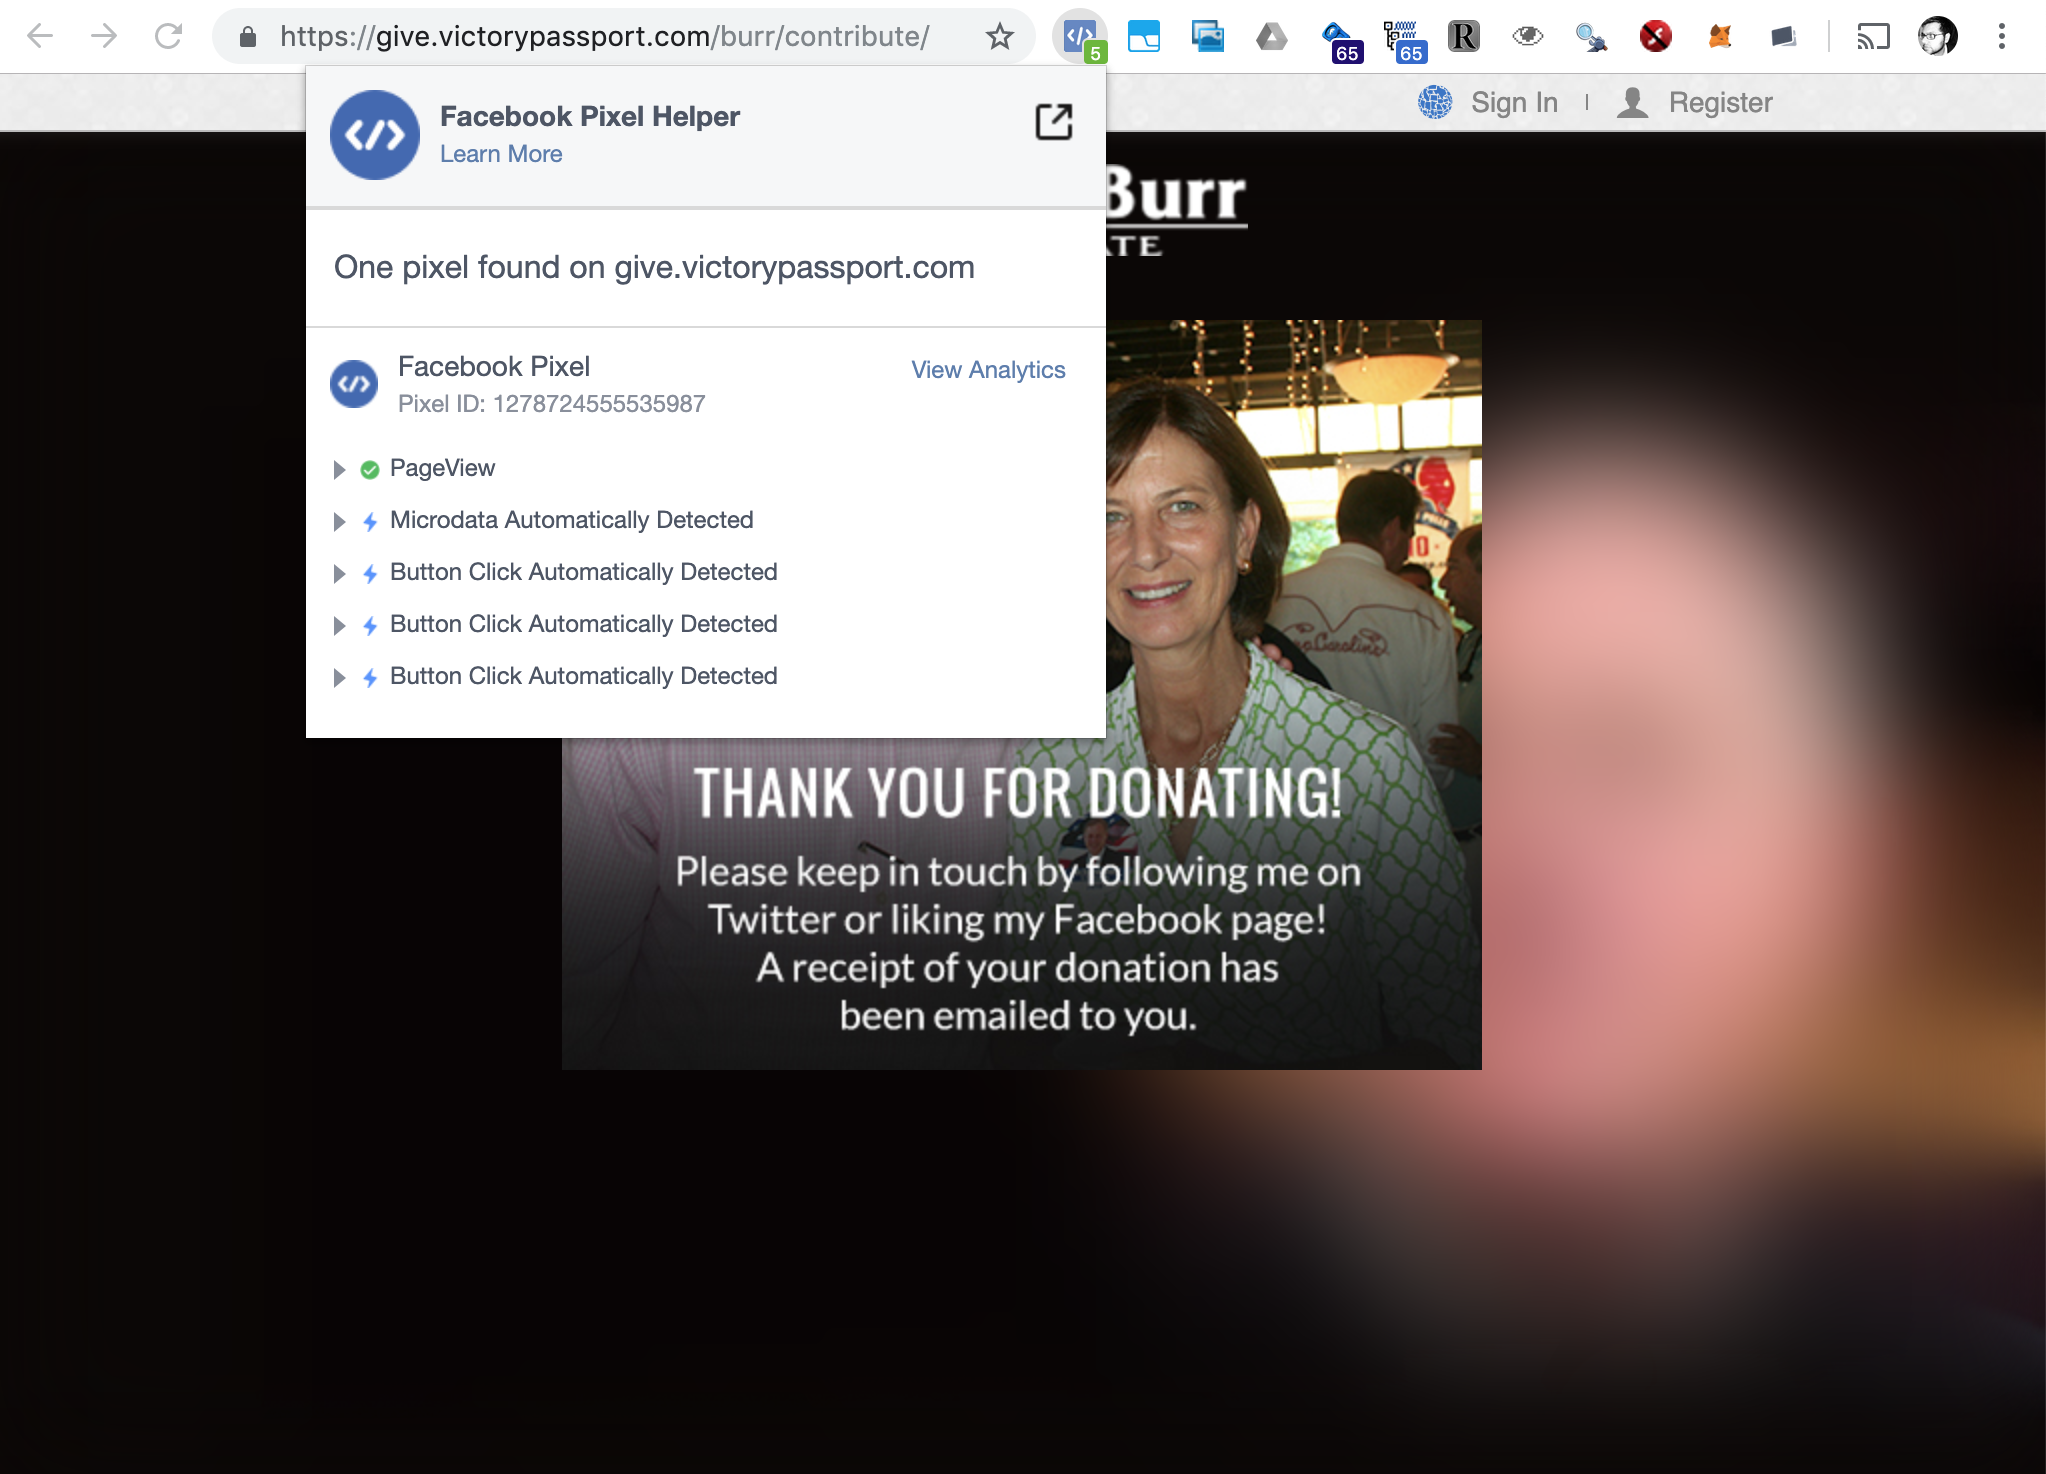 https://give.victorypassport.com/burr/contribute/
5
65
65
R
Sign In
Register
Facebook Pixel Helper
Learn More
Burr
ATE
One pixel found on give.victorypassport.com
Facebook Pixel
View Analytics
Pixel ID: 1278724555535987
PageView
Microdata Automatically Detected
Button Click Automatically Detected
Button Click Automatically Detected
Button Click Automatically Detected
THANK YOU FOR DONATING!
Please keep in touch by following me on
Twitter or liking my Facebook page!
A receipt of your donation has
been emailed to you.